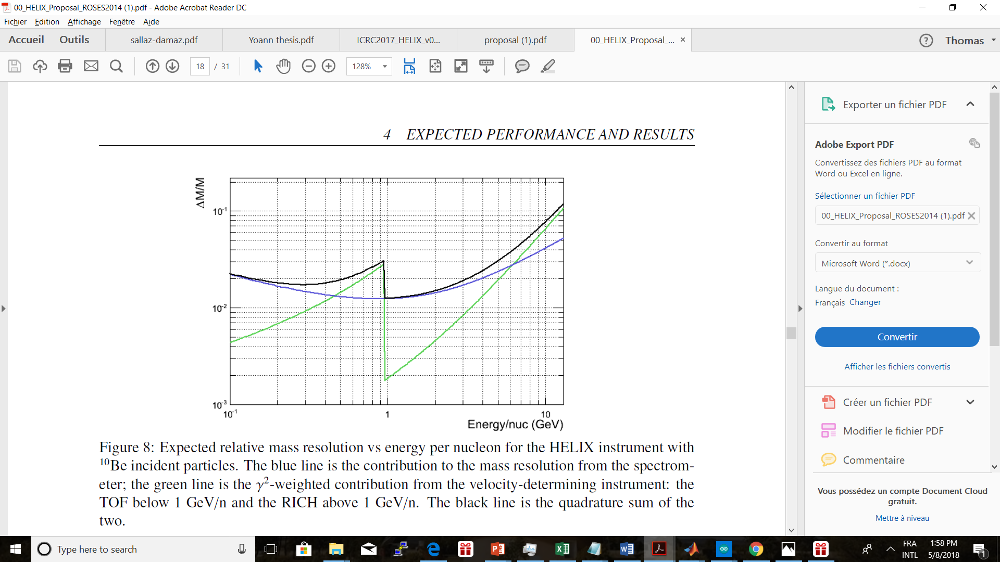 00_HELIX_Proposal_ROSES2014 (1).pdf - Adobe Acrobat Reader DC
Fichier Edition Affichage Fenêtre Aide
Accueil Outils sallaz-damaz.pdf Yoann thesis.pdf ICRC2017_HELIX_v0... proposal (1).pdf 00_HELIX_Proposal_... Thomas
18 / 31 128%
4 EXPECTED PERFORMANCE AND RESULTS
ΔM/M
10⁻¹
10⁻²
10⁻³
10⁻¹ 1 10
Energy/nuc (GeV)
Figure 8: Expected relative mass resolution vs energy per nucleon for the HELIX instrument with
¹⁰Be incident particles. The blue line is the contribution to the mass resolution from the spectrom-
eter; the green line is the γ²-weighted contribution from the velocity-determining instrument: the
TOF below 1 GeV/n and the RICH above 1 GeV/n. The black line is the quadrature sum of the
two.
Exporter un fichier PDF
Adobe Export PDF
Convertissez des fichiers PDF au format
Word ou Excel en ligne.
Sélectionner un fichier PDF
00_HELIX_Proposal_ROSES2014 (1).pdf
Convertir au format
Microsoft Word (*.docx)
Langue du document :
Français Changer
Convertir
Afficher les fichiers convertis
Créer un fichier PDF
Modifier le fichier PDF
Commentaire
Vous possédez un compte Document Cloud
gratuit.
Mettre à niveau
Type here to search
FRA
INTL
1:58 PM
5/8/2018
1